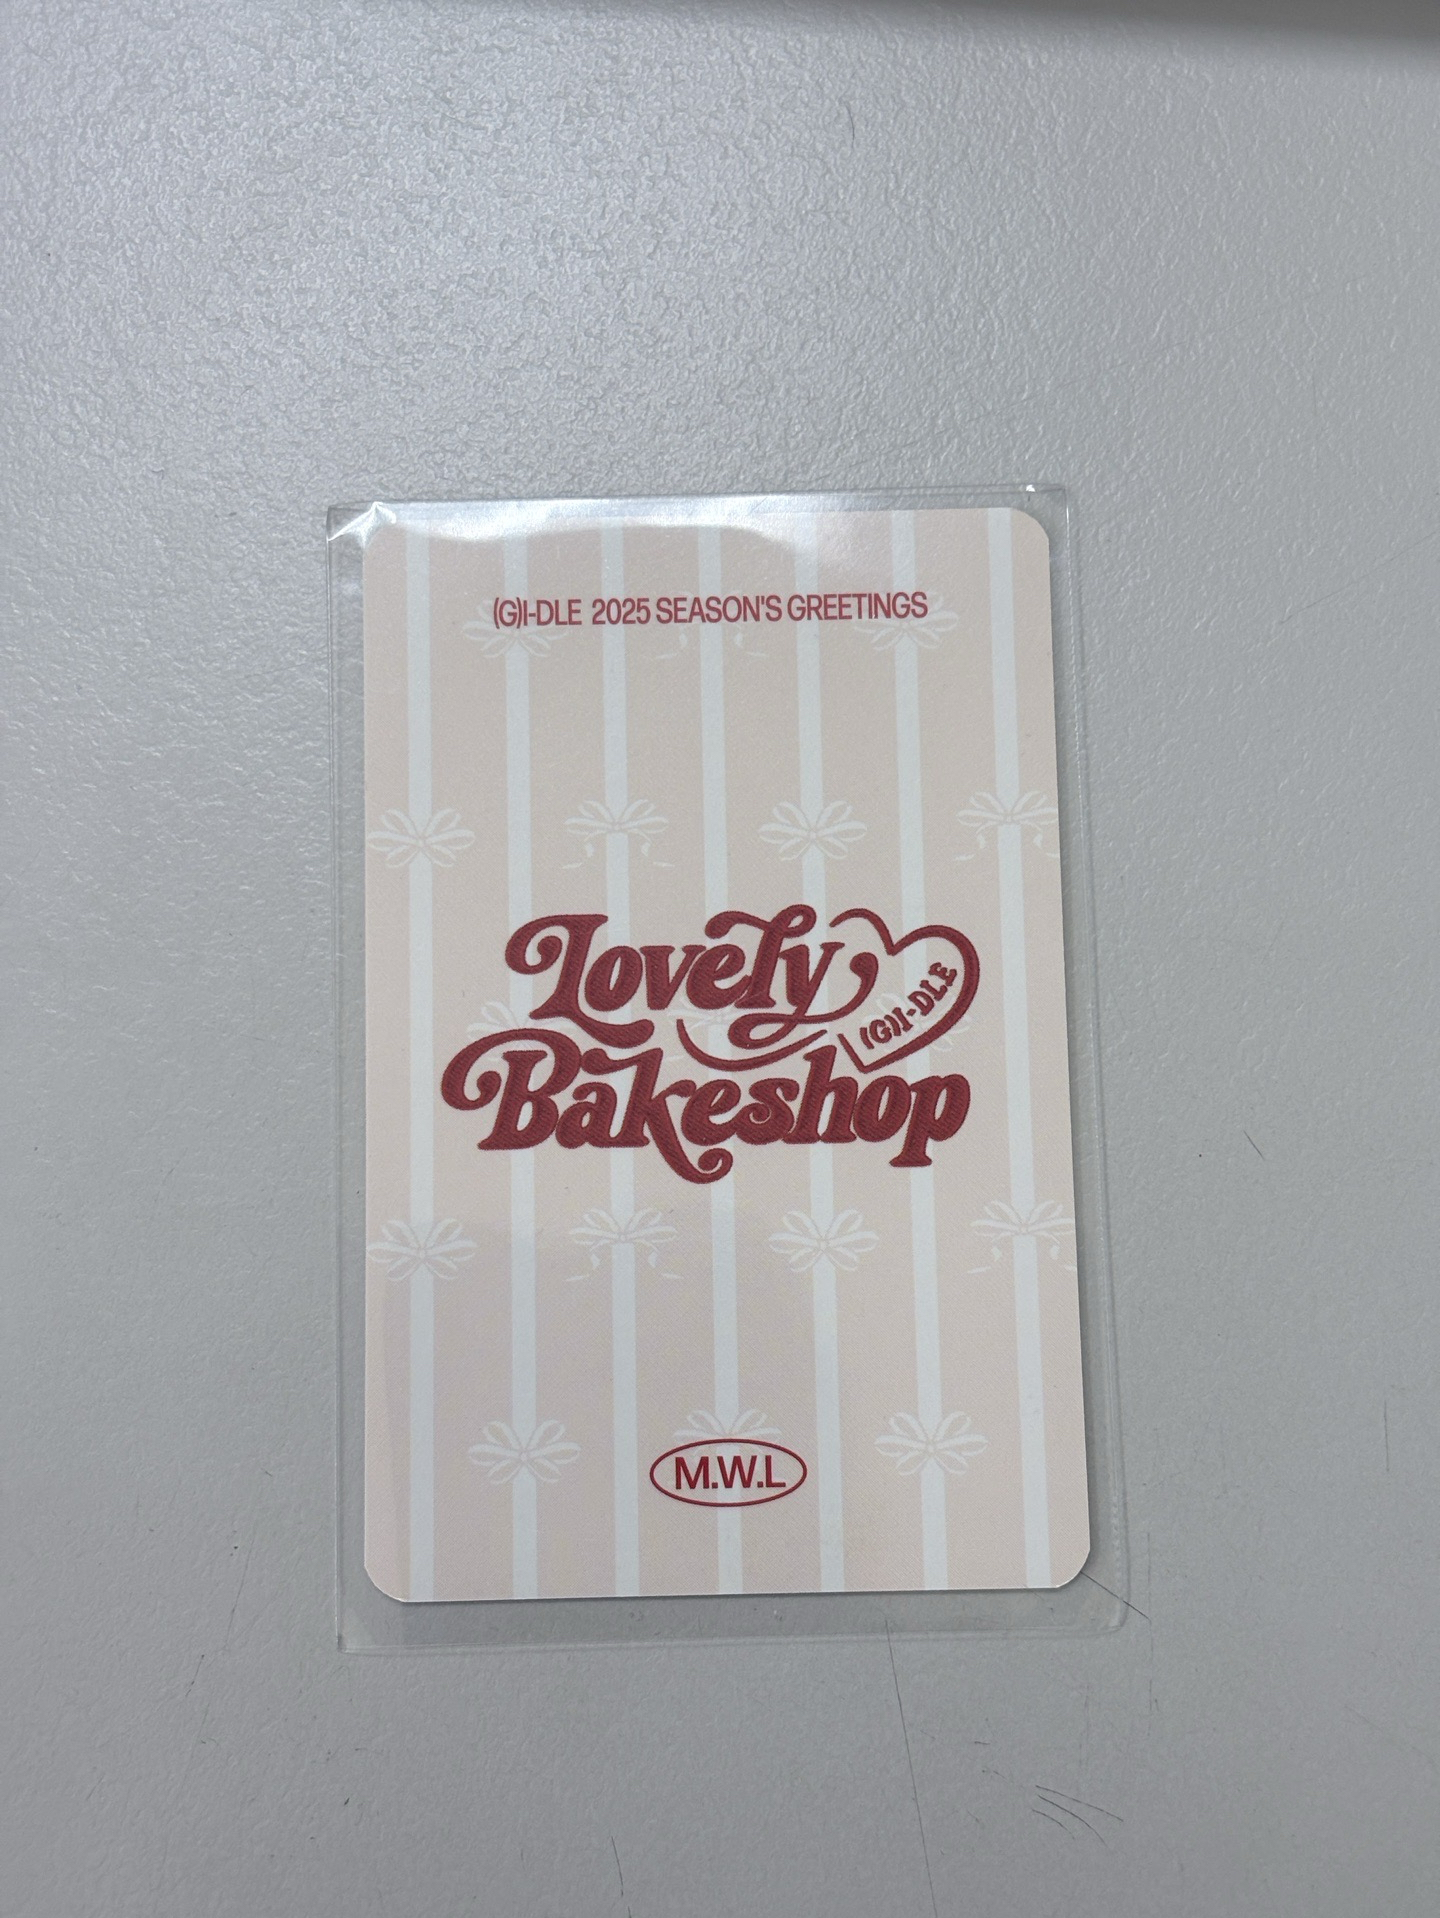 (G)I-DLE 2025 SEASON'S GREETINGS
Lovely
(G)I-DLE
Bakeshop
M.W.L